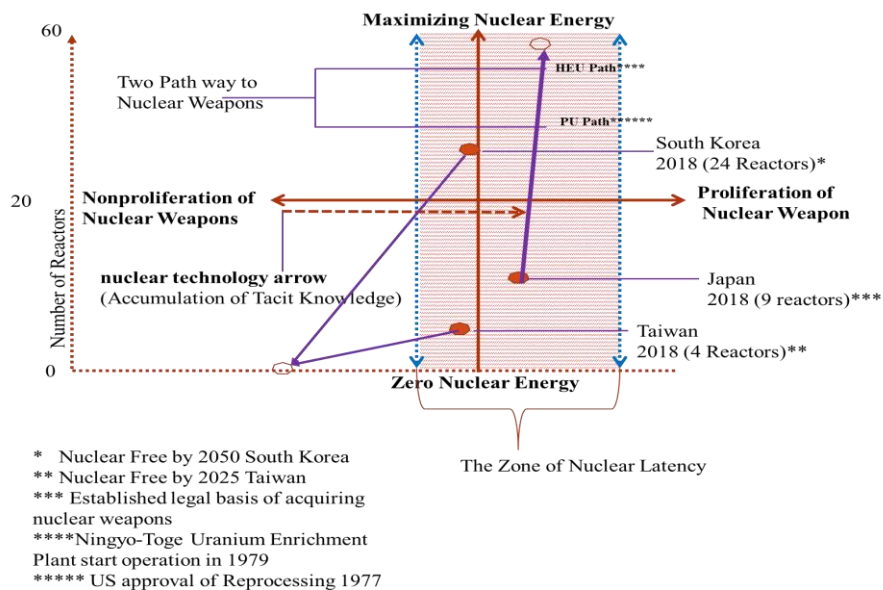 60
Maximizing Nuclear Energy
Two Path way to
Nuclear Weapons
HEU Path****
PU Path******
South Korea
2018 (24 Reactors)*
20
Nonproliferation of
Nuclear Weapons
Proliferation of
Nuclear Weapon
Number of Reactors
nuclear technology arrow
(Accumulation of Tacit Knowledge)
Japan
2018 (9 reactors)***
Taiwan
2018 (4 Reactors)**
0
Zero Nuclear Energy
The Zone of Nuclear Latency
* Nuclear Free by 2050 South Korea
** Nuclear Free by 2025 Taiwan
*** Established legal basis of acquiring
nuclear weapons
****Ningyo-Toge Uranium Enrichment
Plant start operation in 1979
***** US approval of Reprocessing 1977